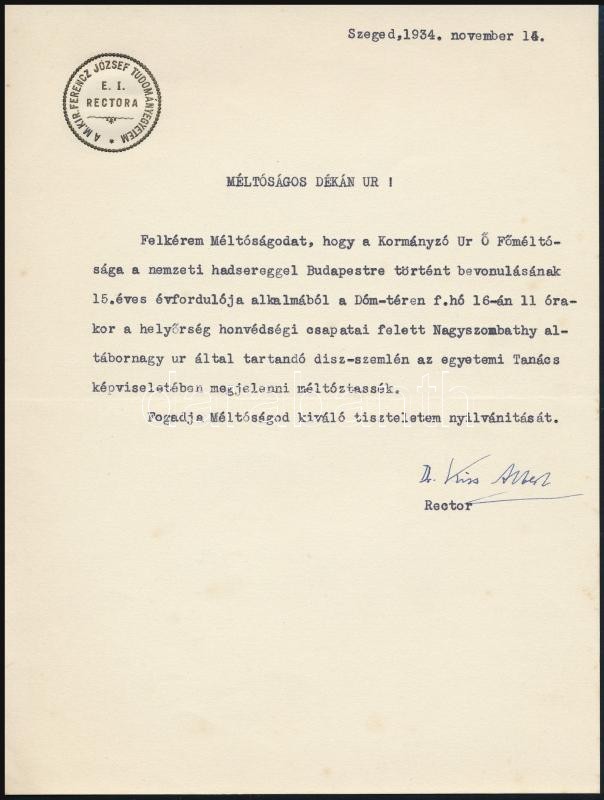 Szeged,1934. november 14.
A M.KIR.FERENCZ JÓZSEF TUDOMÁNYEGYETEM *
E. I.
RECTORA
MÉLTÓSÁGOS DÉKÁN UR !
Felkérem Méltóságodat, hogy a Kormányzó Ur Ő Főméltó-
sága a nemzeti hadsereggel Budapestre történt bevonulásának
15.éves évfordulója alkalmából a Dóm-téren f.hó 16-án 11 óra-
kor a helyőrség honvédségi csapatai felett Nagyszombathy al-
tábornagy ur által tartandó disz-szemlén az egyetemi Tanács
képviseletében megjelenni méltóztassék.
Fogadja Méltóságod kiváló tiszteletem nyilvánitását.
darabanth
Dr. Kiss Albert
Rector